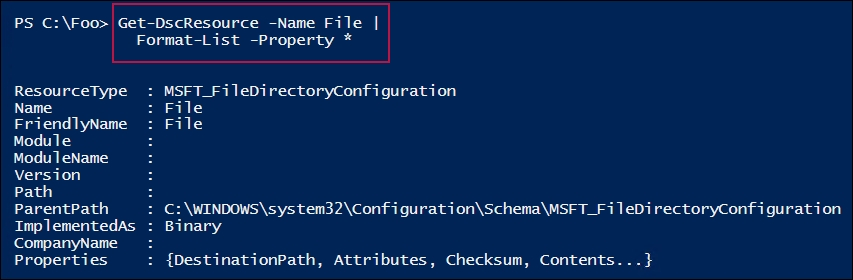 PS C:\Foo> Get-DscResource -Name File |
Format-List -Property *
ResourceType : MSFT_FileDirectoryConfiguration
Name : File
FriendlyName : File
Module :
ModuleName :
Version :
Path :
ParentPath : C:\WINDOWS\system32\Configuration\Schema\MSFT_FileDirectoryConfiguration
ImplementedAs : Binary
CompanyName :
Properties : {DestinationPath, Attributes, Checksum, Contents...}